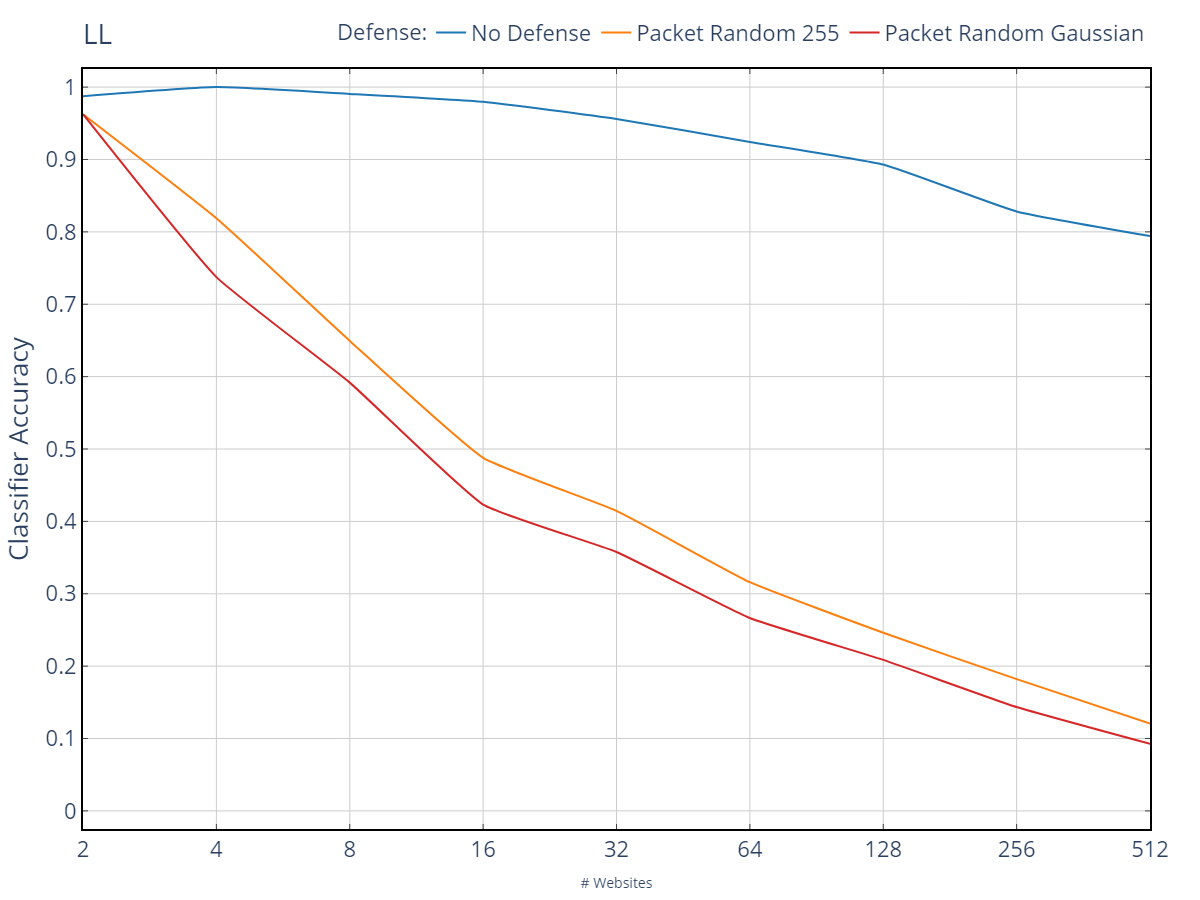 LL
Defense: No Defense Packet Random 255 Packet Random Gaussian
Classifier Accuracy
1
0.9
0.8
0.7
0.6
0.5
0.4
0.3
0.2
0.1
0
2 4 8 16 32 64 128 256 512
# Websites